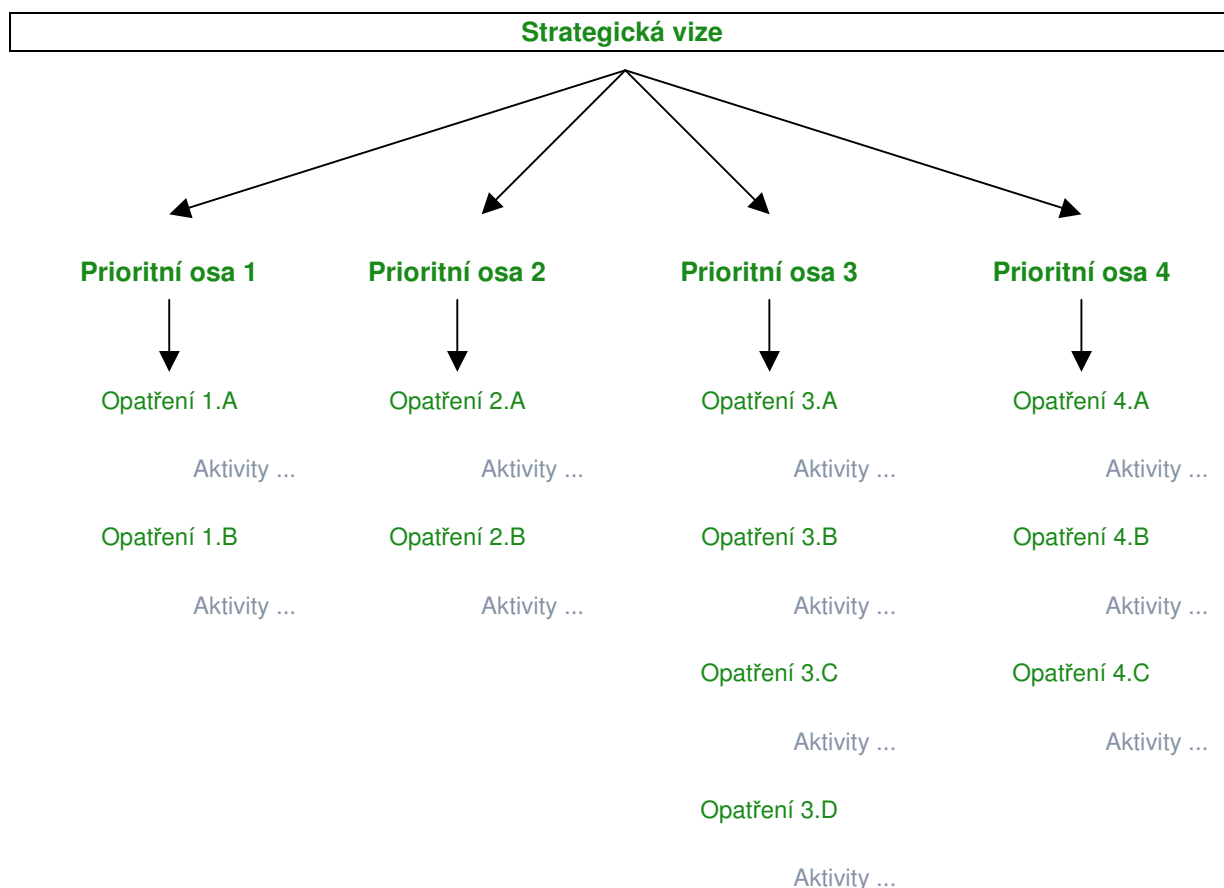 Strategická vize
Prioritní osa 1 Prioritní osa 2 Prioritní osa 3 Prioritní osa 4
Opatření 1.A Opatření 2.A Opatření 3.A Opatření 4.A
Aktivity ... Aktivity ... Aktivity ... Aktivity ...
Opatření 1.B Opatření 2.B Opatření 3.B Opatření 4.B
Aktivity ... Aktivity ... Aktivity ... Aktivity ...
Opatření 3.C Opatření 4.C
Aktivity ... Aktivity ...
Opatření 3.D
Aktivity ...